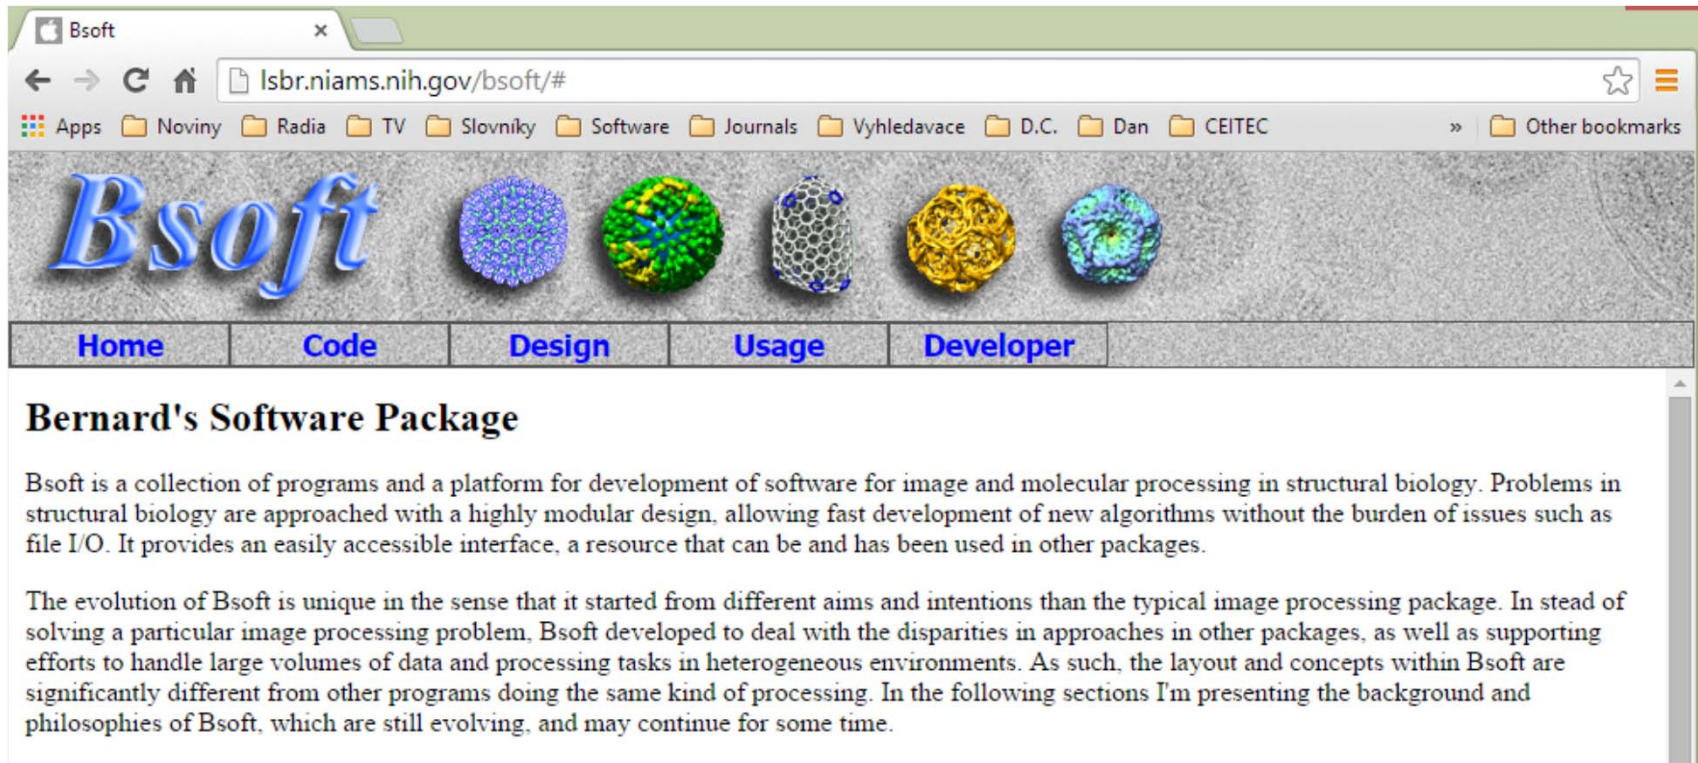 Bsoft
lsbr.niams.nih.gov/bsoft/#
Apps Noviny Radia TV Slovníky Software Journals Vyhledavace D.C. Dan CEITEC » Other bookmarks
Bsoft
Home Code Design Usage Developer
Bernard's Software Package
Bsoft is a collection of programs and a platform for development of software for image and molecular processing in structural biology. Problems in
structural biology are approached with a highly modular design, allowing fast development of new algorithms without the burden of issues such as
file I/O. It provides an easily accessible interface, a resource that can be and has been used in other packages.
The evolution of Bsoft is unique in the sense that it started from different aims and intentions than the typical image processing package. In stead of
solving a particular image processing problem, Bsoft developed to deal with the disparities in approaches in other packages, as well as supporting
efforts to handle large volumes of data and processing tasks in heterogeneous environments. As such, the layout and concepts within Bsoft are
significantly different from other programs doing the same kind of processing. In the following sections I'm presenting the background and
philosophies of Bsoft, which are still evolving, and may continue for some time.